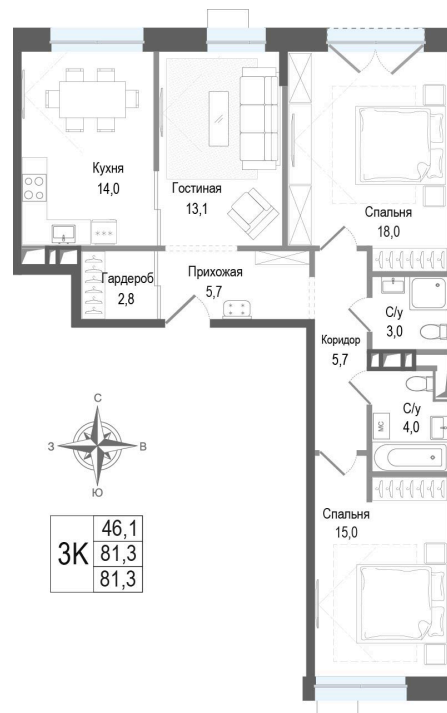 Кухня
14,0
Гостиная
13,1
Спальня
18,0
Гардероб
2,8
Прихожая
5,7
С/у
3,0
Коридор
5,7
С/у
4,0
МС
С
З
В
Ю
Спальня
15,0
3К
46,1
81,3
81,3